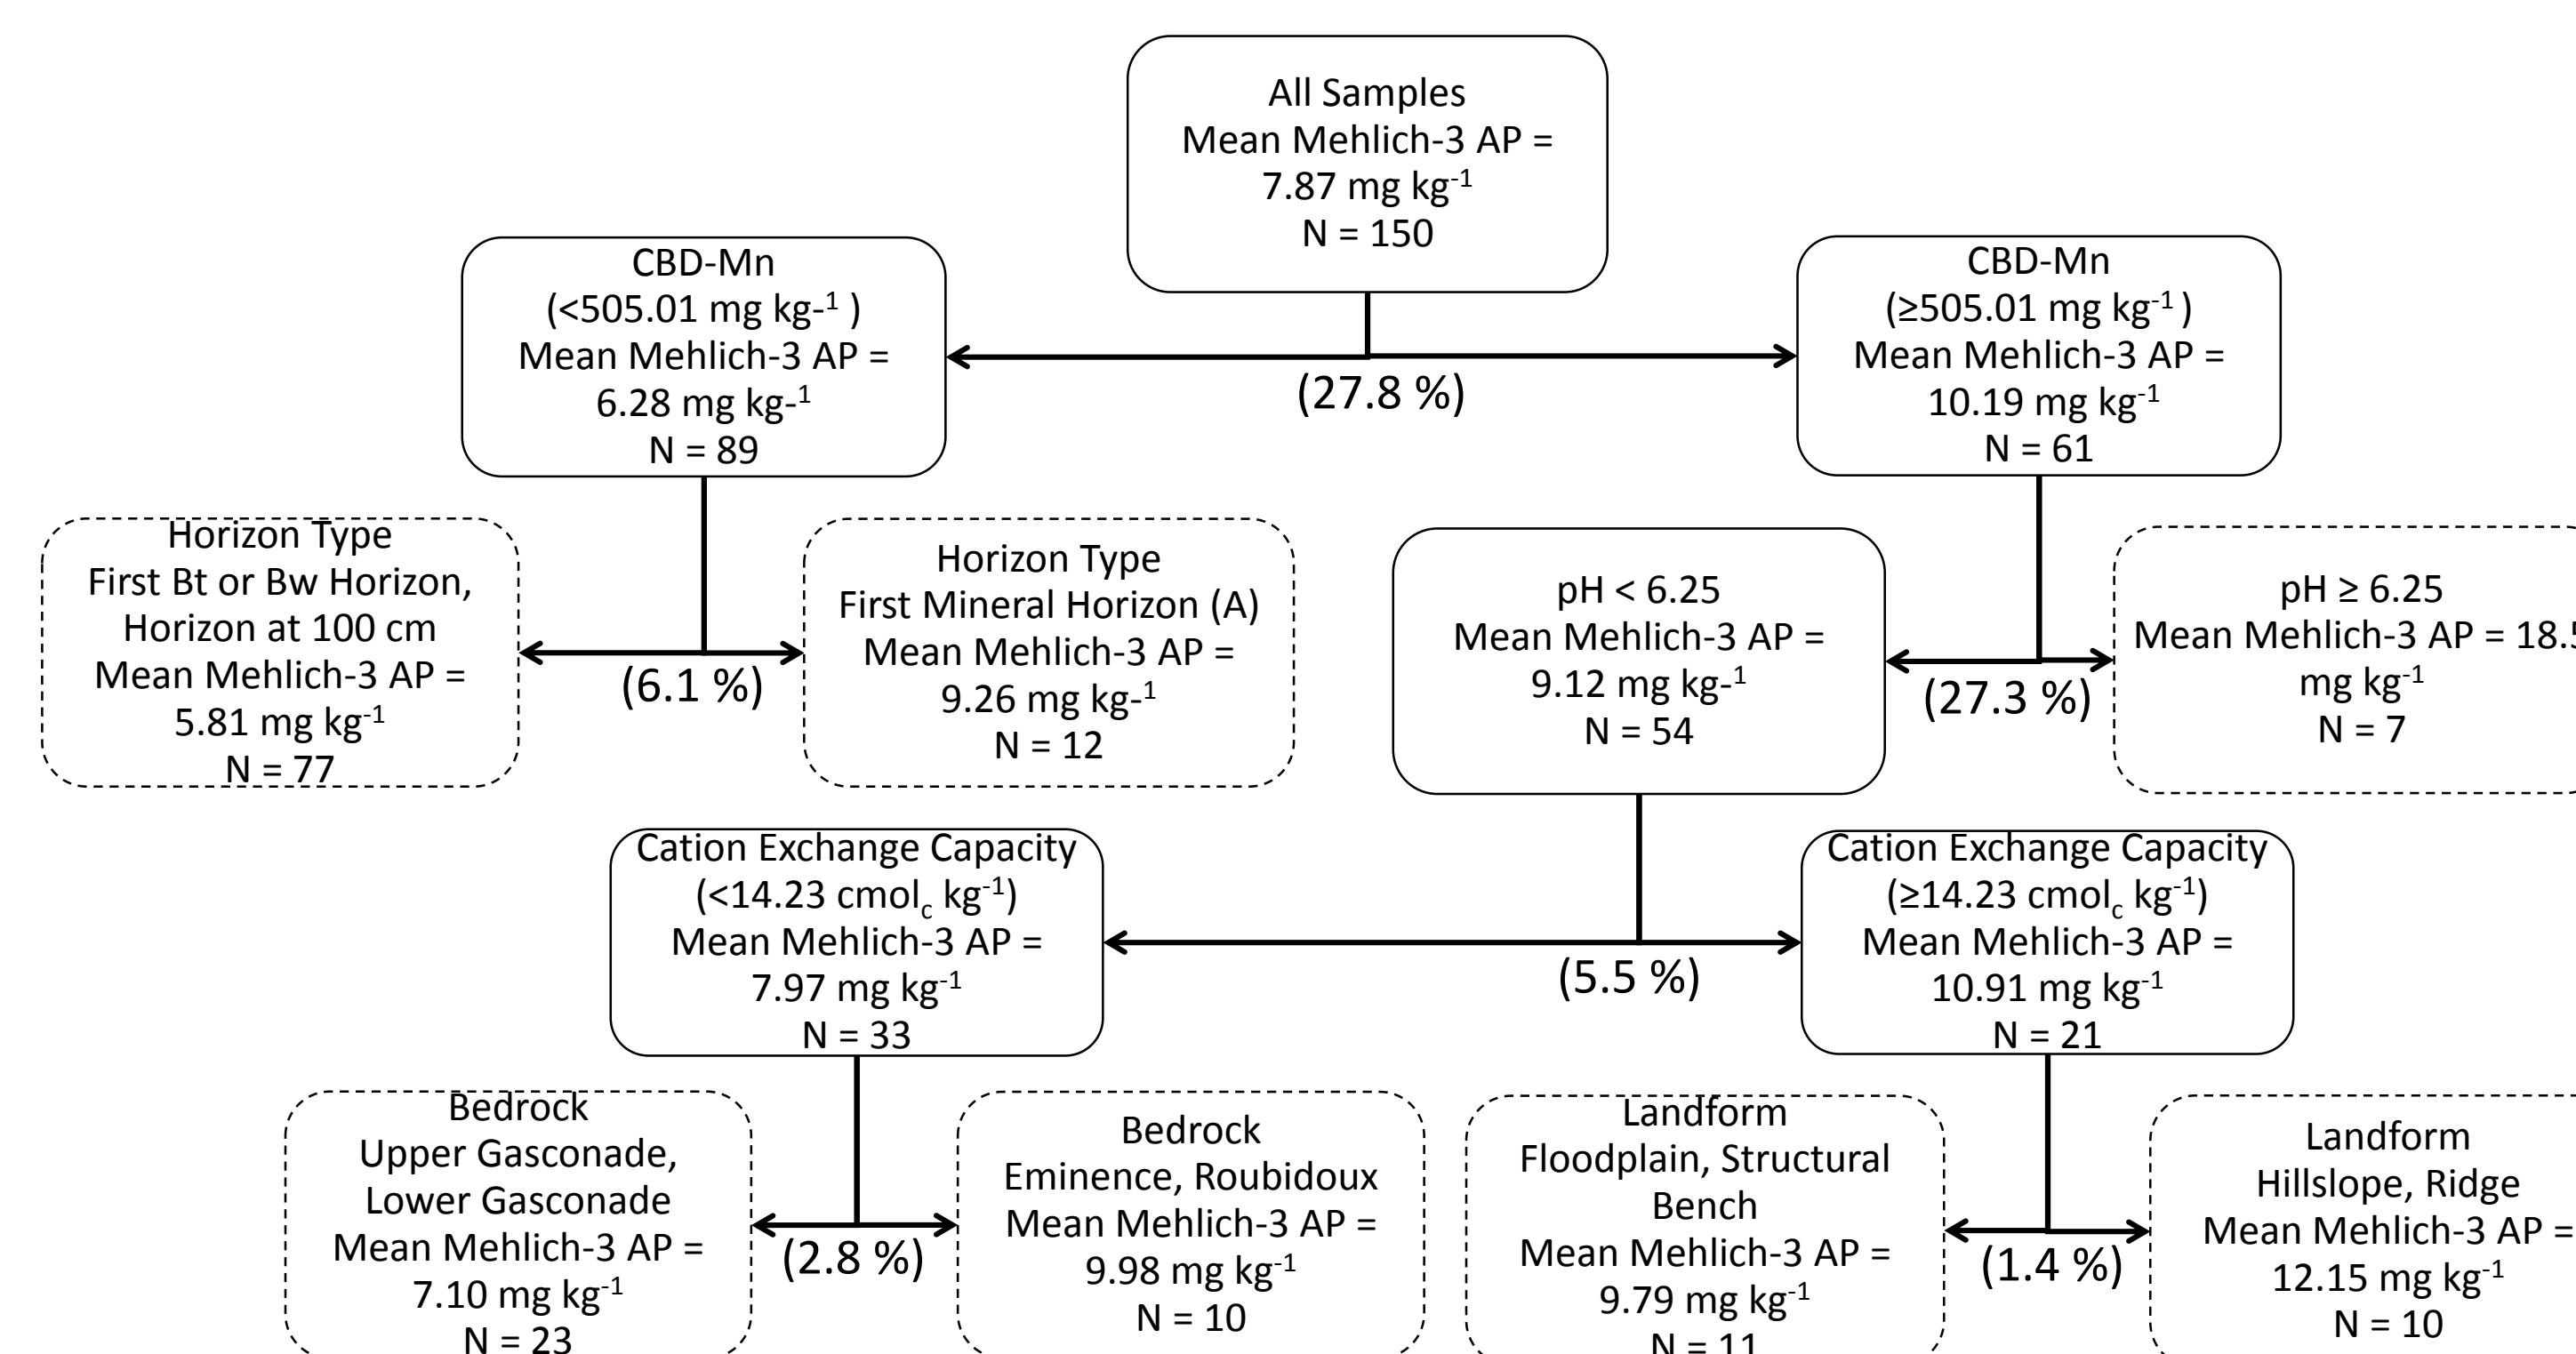 All Samples
Mean Mehlich-3 AP =
7.87 mg kg⁻¹
N = 150
CBD-Mn
(<505.01 mg kg-¹ )
Mean Mehlich-3 AP =
6.28 mg kg-¹
N = 89
(27.8 %)
CBD-Mn
(≥505.01 mg kg⁻¹ )
Mean Mehlich-3 AP =
10.19 mg kg⁻¹
N = 61
Horizon Type
First Bt or Bw Horizon,
Horizon at 100 cm
Mean Mehlich-3 AP =
5.81 mg kg⁻¹
N = 77
(6.1 %)
Horizon Type
First Mineral Horizon (A)
Mean Mehlich-3 AP =
9.26 mg kg-¹
N = 12
pH < 6.25
Mean Mehlich-3 AP =
9.12 mg kg-¹
N = 54
(27.3 %)
pH ≥ 6.25
Mean Mehlich-3 AP =
mg kg⁻¹
N = 7
Cation Exchange Capacity
(<14.23 cmol꜀ kg⁻¹)
Mean Mehlich-3 AP =
7.97 mg kg⁻¹
N = 33
(5.5 %)
Cation Exchange Capacity
(≥14.23 cmol꜀ kg⁻¹)
Mean Mehlich-3 AP =
10.91 mg kg⁻¹
N = 21
Bedrock
Upper Gasconade,
Lower Gasconade
Mean Mehlich-3 AP =
7.10 mg kg⁻¹
N = 23
(2.8 %)
Bedrock
Eminence, Roubidoux
Mean Mehlich-3 AP =
9.98 mg kg⁻¹
N = 10
Landform
Floodplain, Structural
Bench
Mean Mehlich-3 AP =
9.79 mg kg⁻¹
N = 11
(1.4 %)
Landform
Hillslope, Ridge
Mean Mehlich-3 AP =
12.15 mg kg⁻¹
N = 10